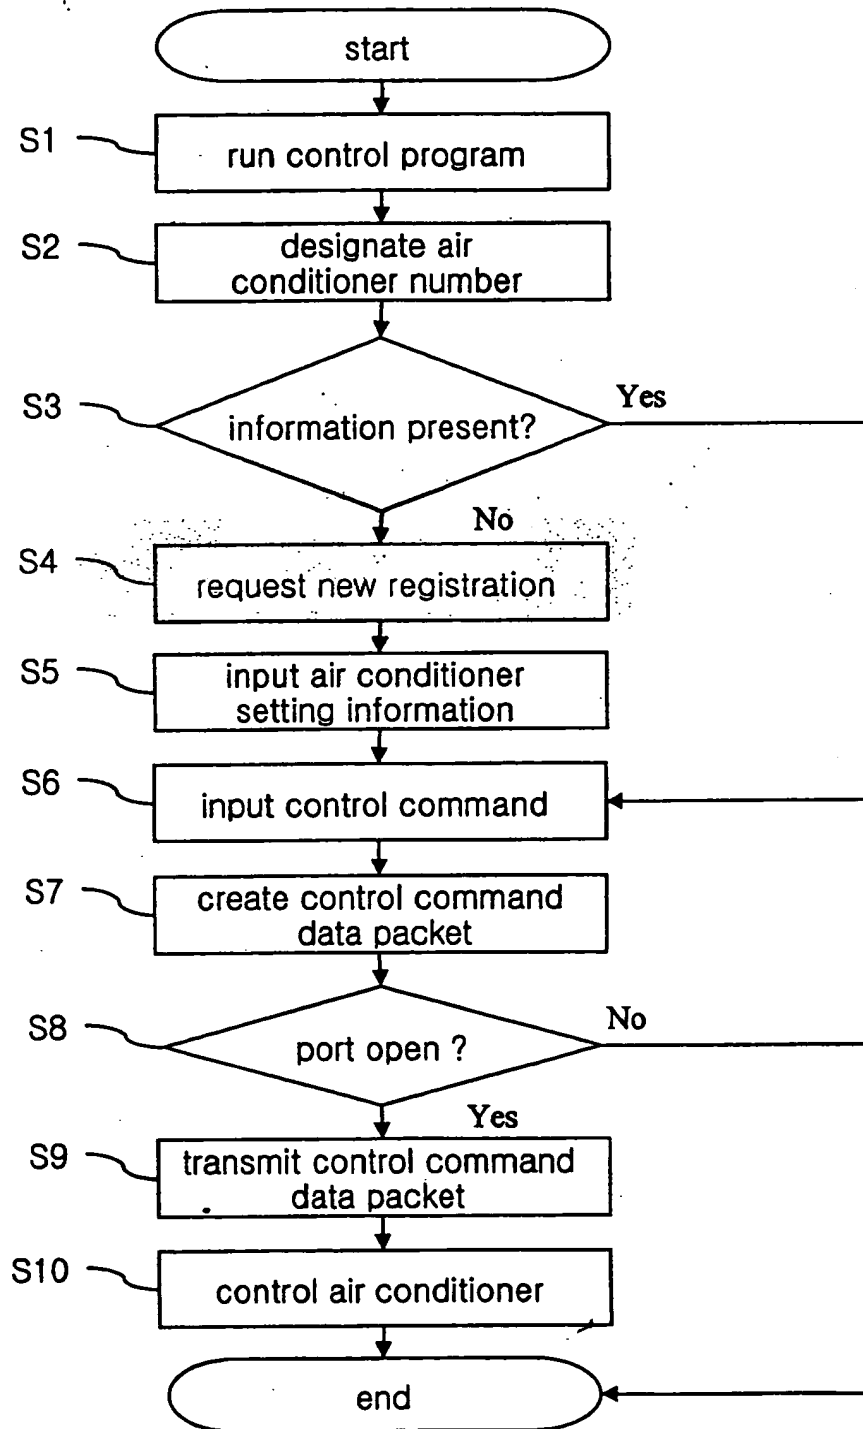 start
S1
run control program
S2
designate air
conditioner number
S3
information present?
Yes
No
S4
request new registration
S5
input air conditioner
setting information
S6
input control command
S7
create control command
data packet
S8
port open ?
No
Yes
S9
transmit control command
data packet
S10
control air conditioner
end